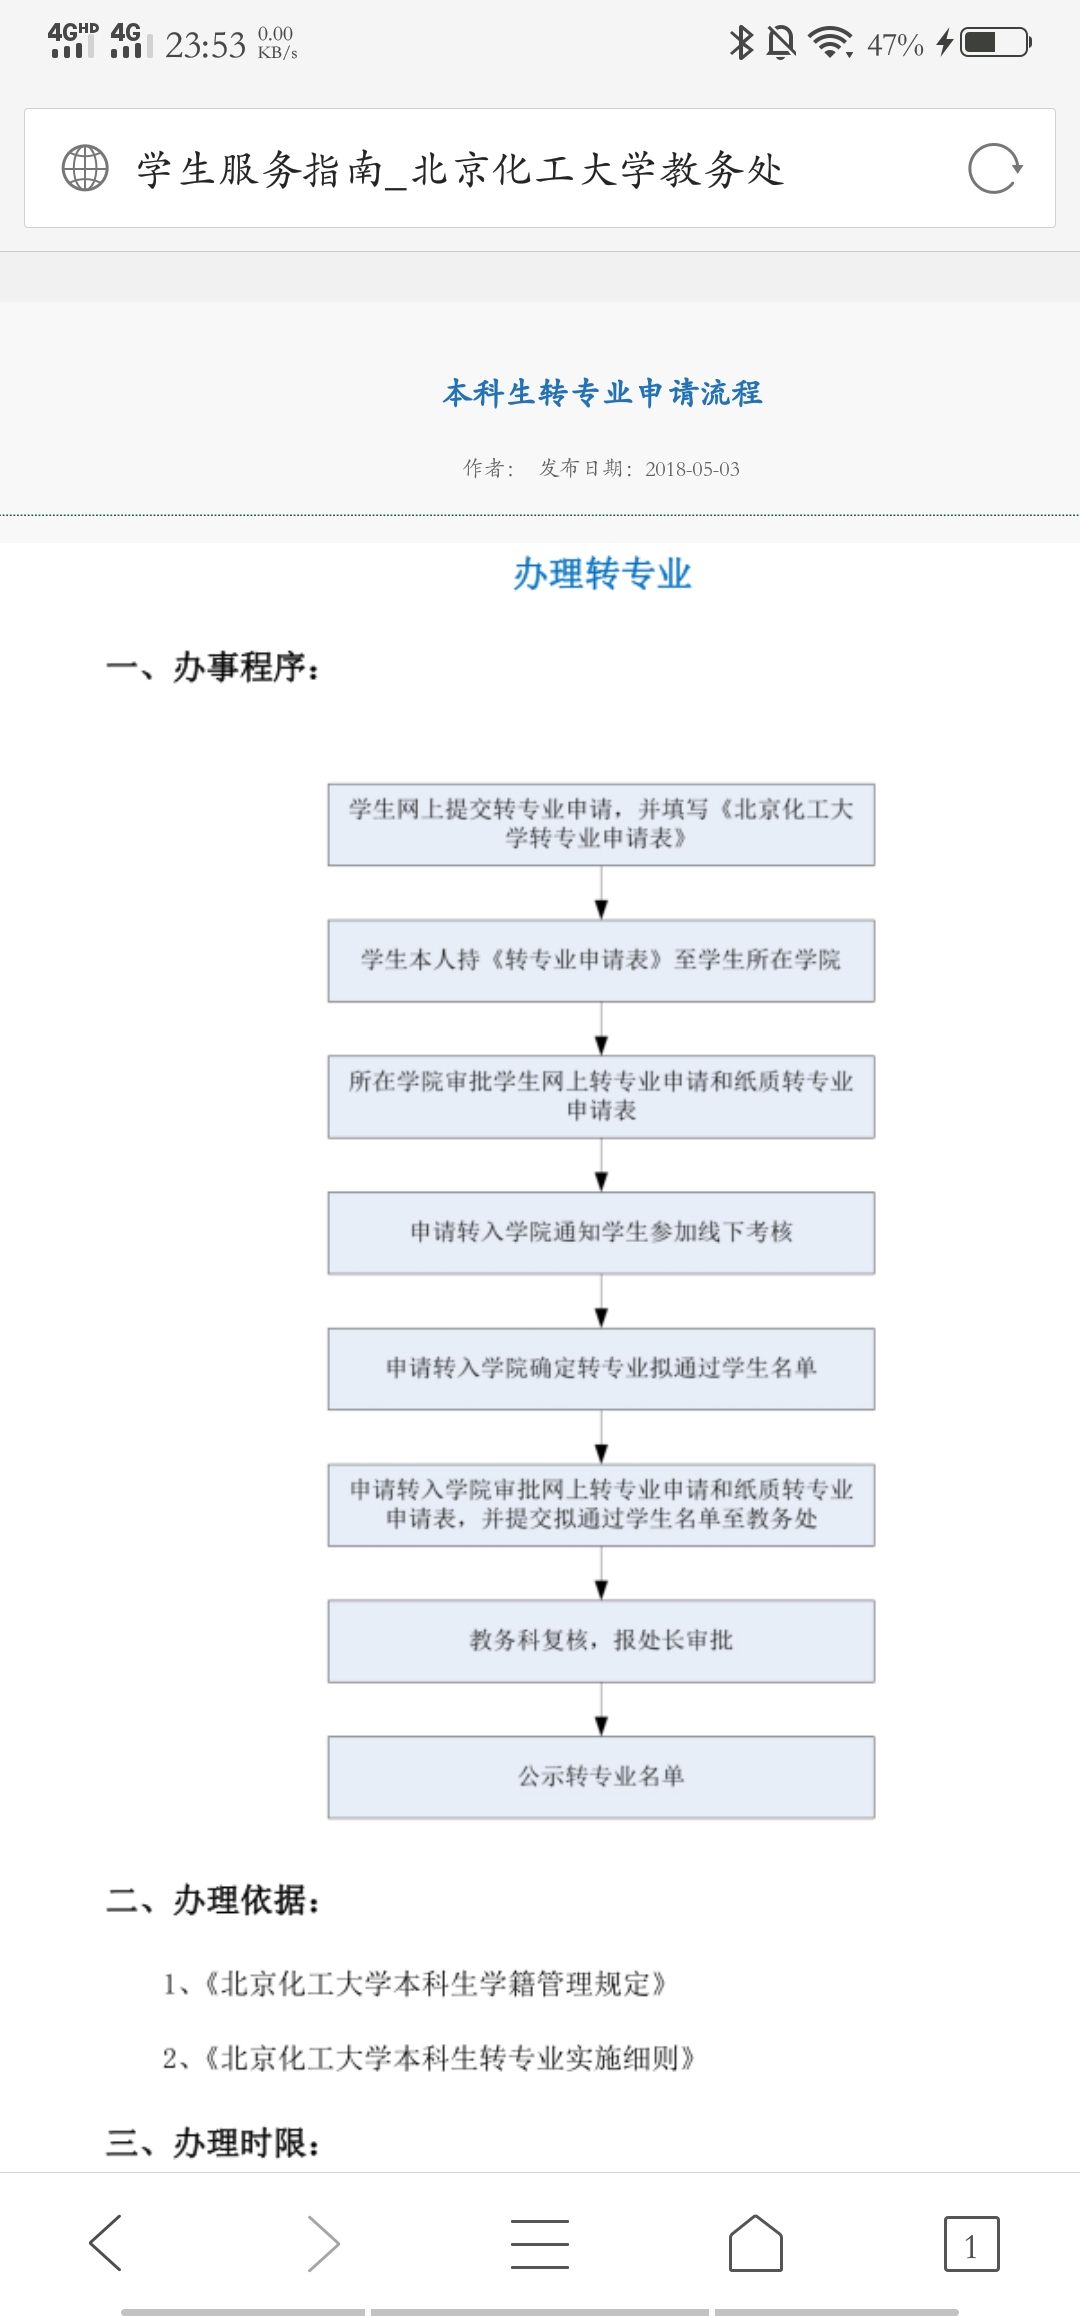 4GHD 4G 23:53 0.00 KB/s 47%
学生服务指南_北京化工大学教务处
本科生转专业申请流程
作者： 发布日期：2018-05-03
办理转专业
一、办事程序：
学生网上提交转专业申请，并填写《北京化工大
学转专业申请表》
学生本人持《转专业申请表》至学生所在学院
所在学院审批学生网上转专业申请和纸质转专业
申请表
申请转入学院通知学生参加线下考核
申请转入学院确定转专业拟通过学生名单
申请转入学院审批网上转专业申请和纸质转专业
申请表，并提交拟通过学生名单至教务处
教务科复核，报处长审批
公示转专业名单
二、办理依据：
1、《北京化工大学本科生学籍管理规定》
2、《北京化工大学本科生转专业实施细则》
三、办理时限：
1